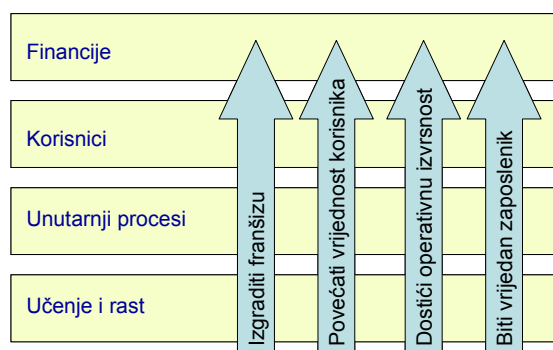 Financije
Korisnici
Unutarnji procesi
Učenje i rast
Izgraditi franšizu
Povećati vrijednost korisnika
Dostići operativnu izvrsnost
Biti vrijedan zaposlenik